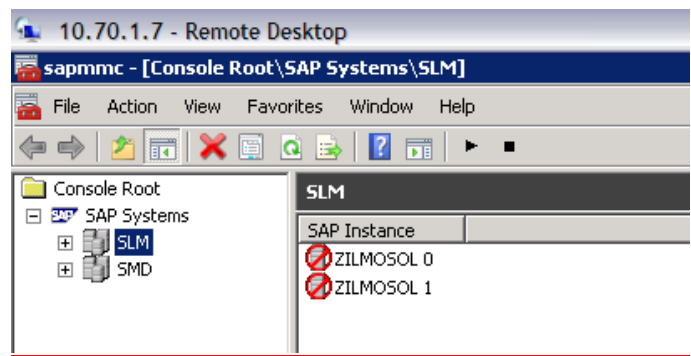 10.70.1.7 - Remote Desktop
sapmmc - [Console Root\SAP Systems\SLM]
File Action View Favorites Window Help
Console Root
SLM
SAP SAP Systems
SAP Instance
SLM
ZILMOSOL 0
SMD
ZILMOSOL 1